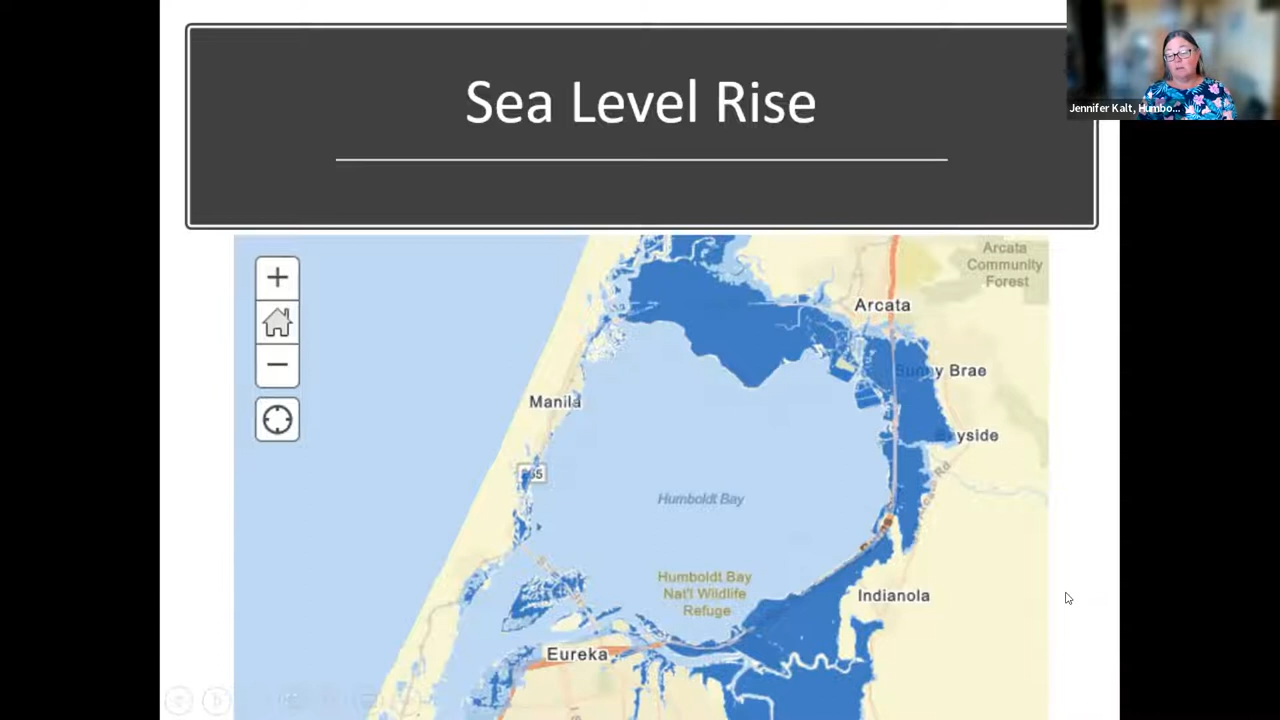 Sea Level Rise
Jennifer Kalt, Humbo...
Arcata
Community
Forest
Arcata
Sunny Brae
Manila
yside
Humboldt Bay
Humboldt Bay
Nat'l Wildlife
Refuge
Indianola
Eureka